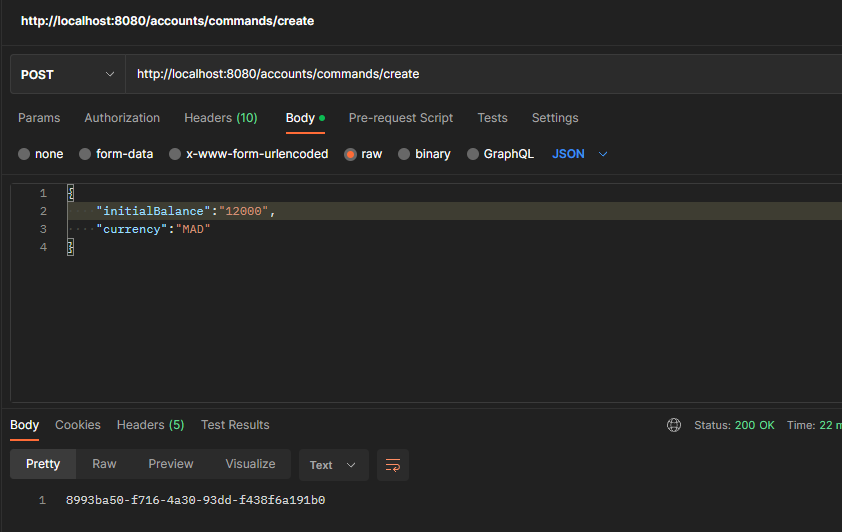 http://localhost:8080/accounts/commands/create
POST http://localhost:8080/accounts/commands/create
Params Authorization Headers (10) Body Pre-request Script Tests Settings
none form-data x-www-form-urlencoded raw binary GraphQL JSON
1 {
2 "initialBalance":"12000",
3 "currency":"MAD"
4 }
Body Cookies Headers (5) Test Results Status: 200 OK Time: 22 m
Pretty Raw Preview Visualize Text
1 8993ba50-f716-4a30-93dd-f438f6a191b0